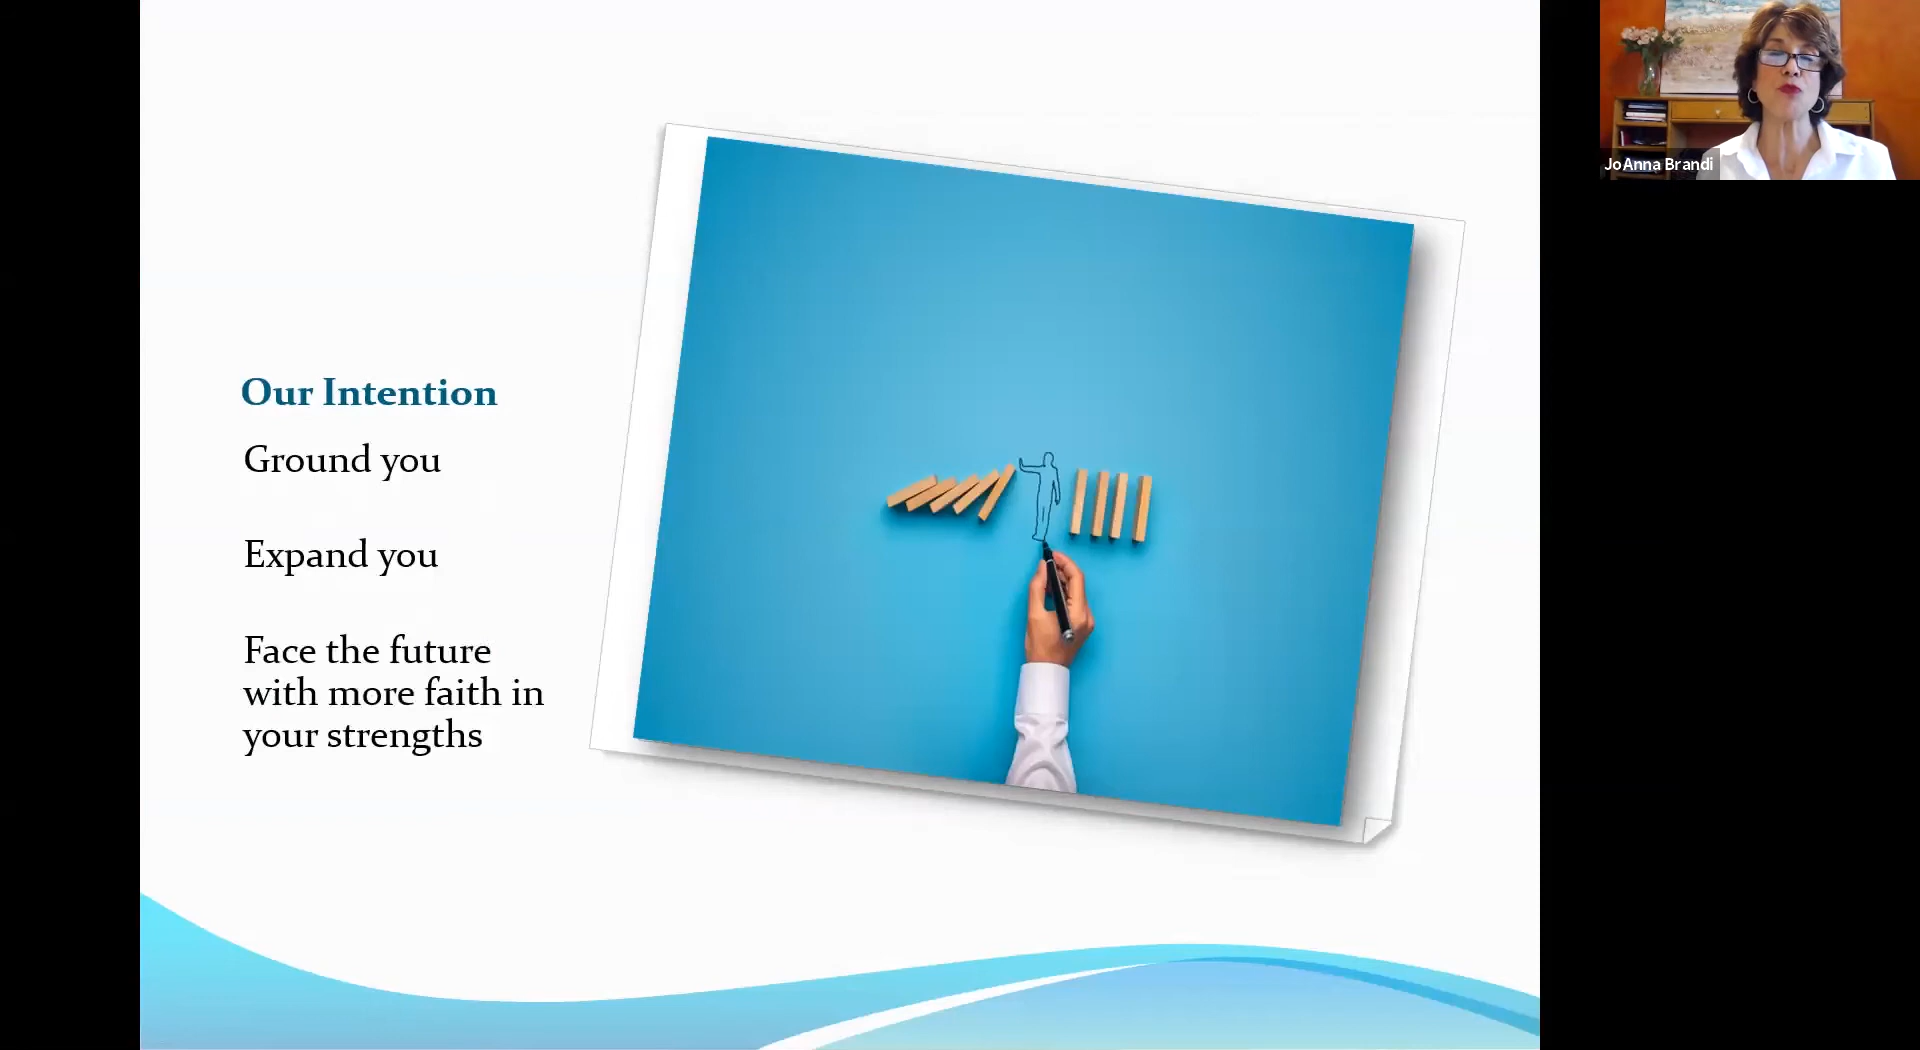 Our Intention
Ground you
Expand you
Face the future
with more faith in
your strengths
JoAnna Brandi